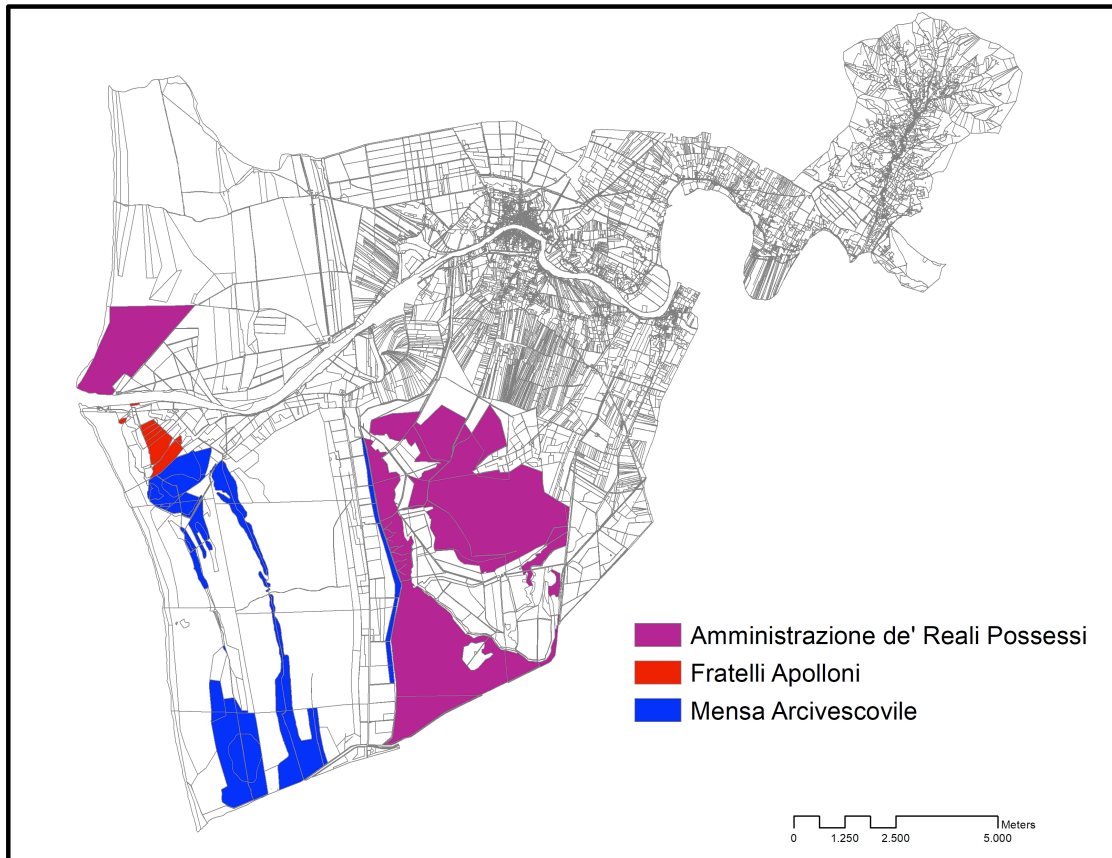 Amministrazione de' Reali Possessi
Fratelli Apolloni
Mensa Arcivescovile
Meters
0 1.250 2.500 5.000